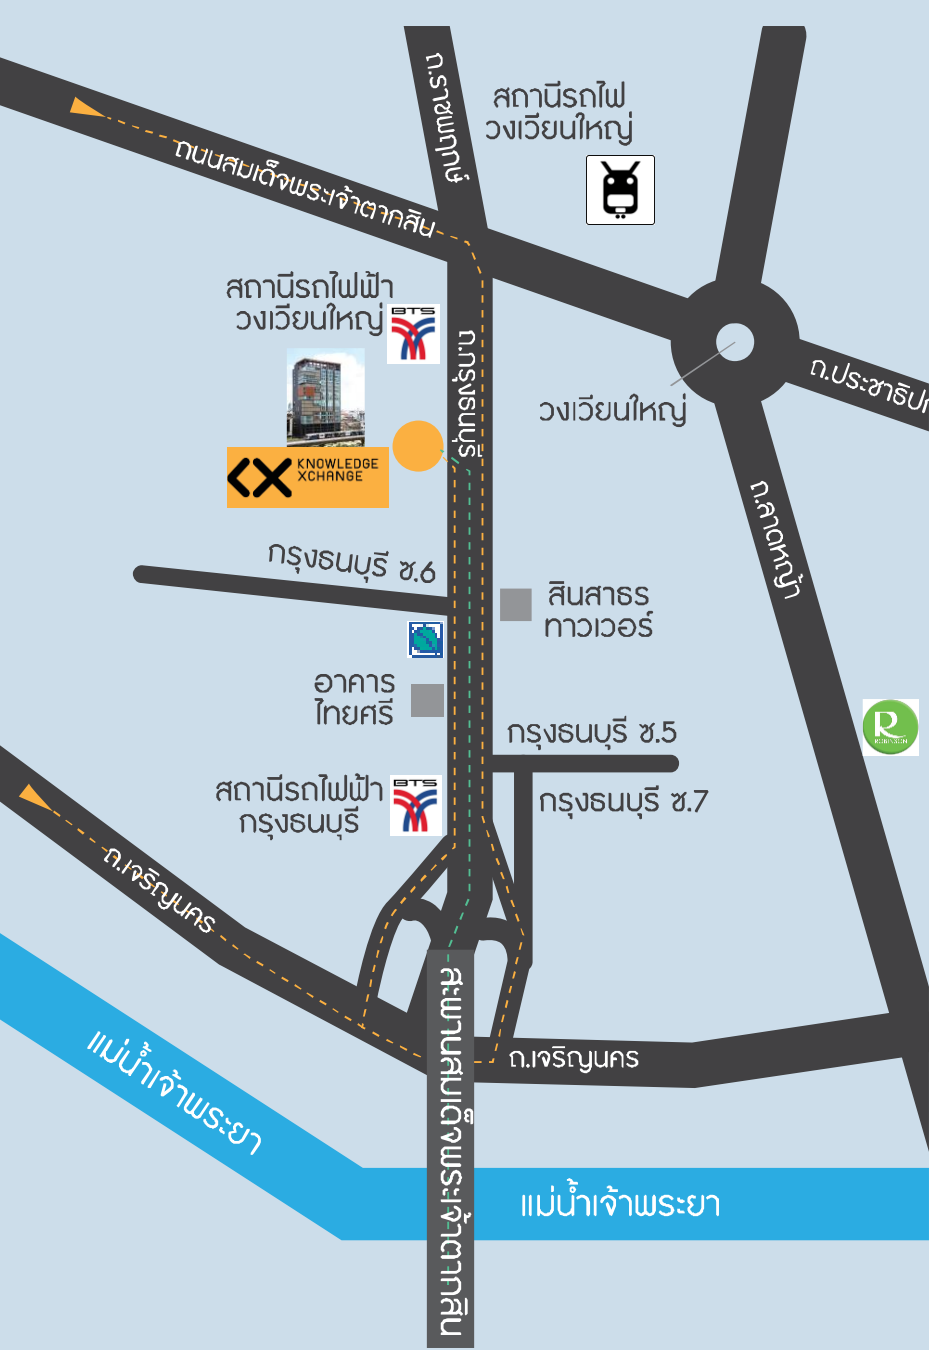 ถ.ราชพฤกษ์
สถานีรถไฟ
วงเวียนใหญ่
ถนนสมเด็จพระเจ้าตากสิน
สถานีรถไฟฟ้า
วงเวียนใหญ่
BTS
ถ.กรุงธนบุรี
ถ.ประชาธิปก
วงเวียนใหญ่
KNOWLEDGE
XCHANGE
ถ.ลาดหญ้า
กรุงธนบุรี ซ.6
สินสาธร
ทาวเวอร์
อาคาร
ไทยศรี
R
ROBINSON
กรุงธนบุรี ซ.5
สถานีรถไฟฟ้า
กรุงธนบุรี
BTS
กรุงธนบุรี ซ.7
ถ.เจริญนคร
สะพานสมเด็จพระเจ้าตากสิน
ถ.เจริญนคร
แม่น้ำเจ้าพระยา
แม่น้ำเจ้าพระยา